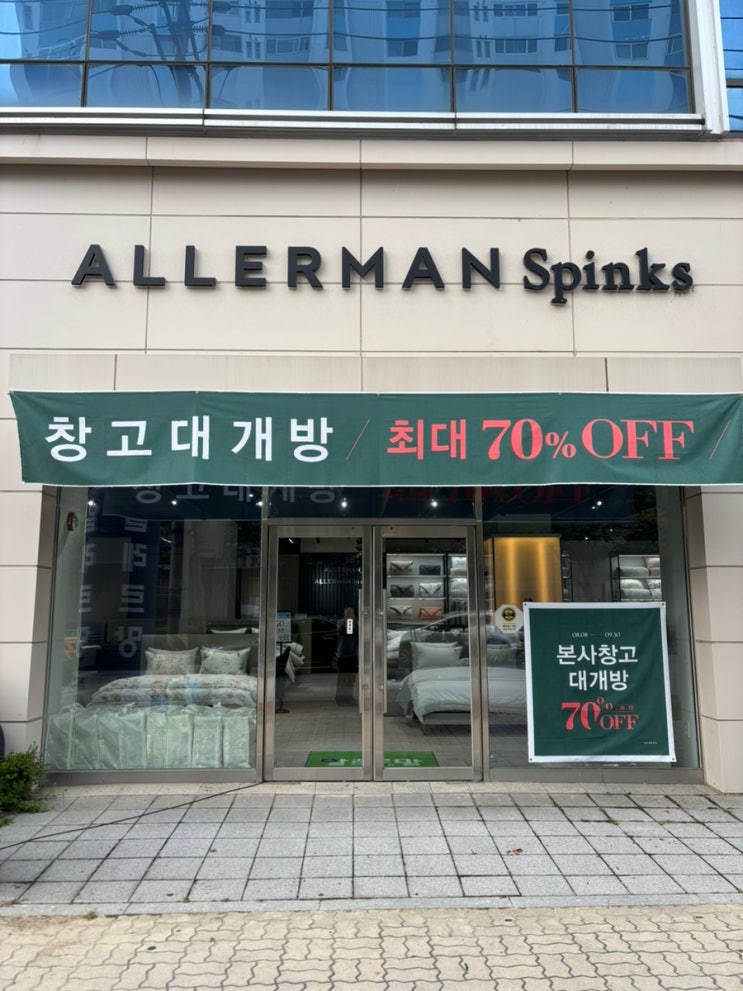 ALLERMAN Spinks
창고대개방 / 최대 70% OFF /
ALLERMAN
08.08 — 09.30
본사창고
대개방
70% 최대
OFF